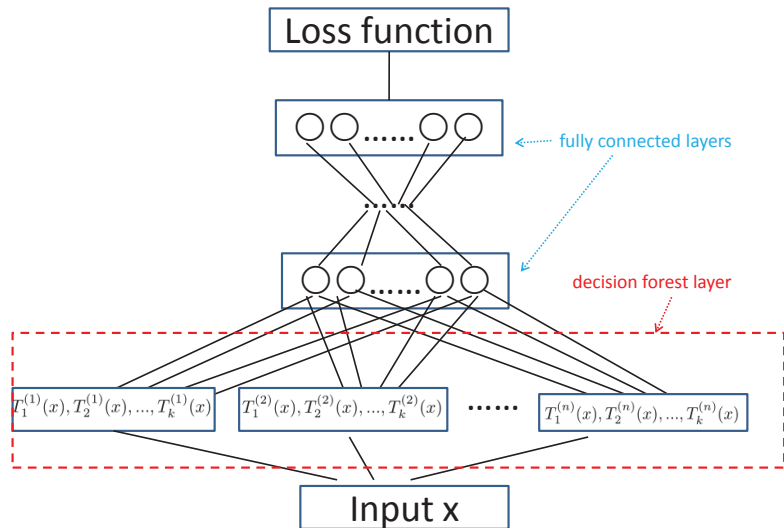 Loss function
......
fully connected layers
......
......
decision forest layer
T_1^{(1)}(x), T_2^{(1)}(x), ..., T_k^{(1)}(x)
T_1^{(2)}(x), T_2^{(2)}(x), ..., T_k^{(2)}(x)
......
T_1^{(n)}(x), T_2^{(n)}(x), ..., T_k^{(n)}(x)
Input x